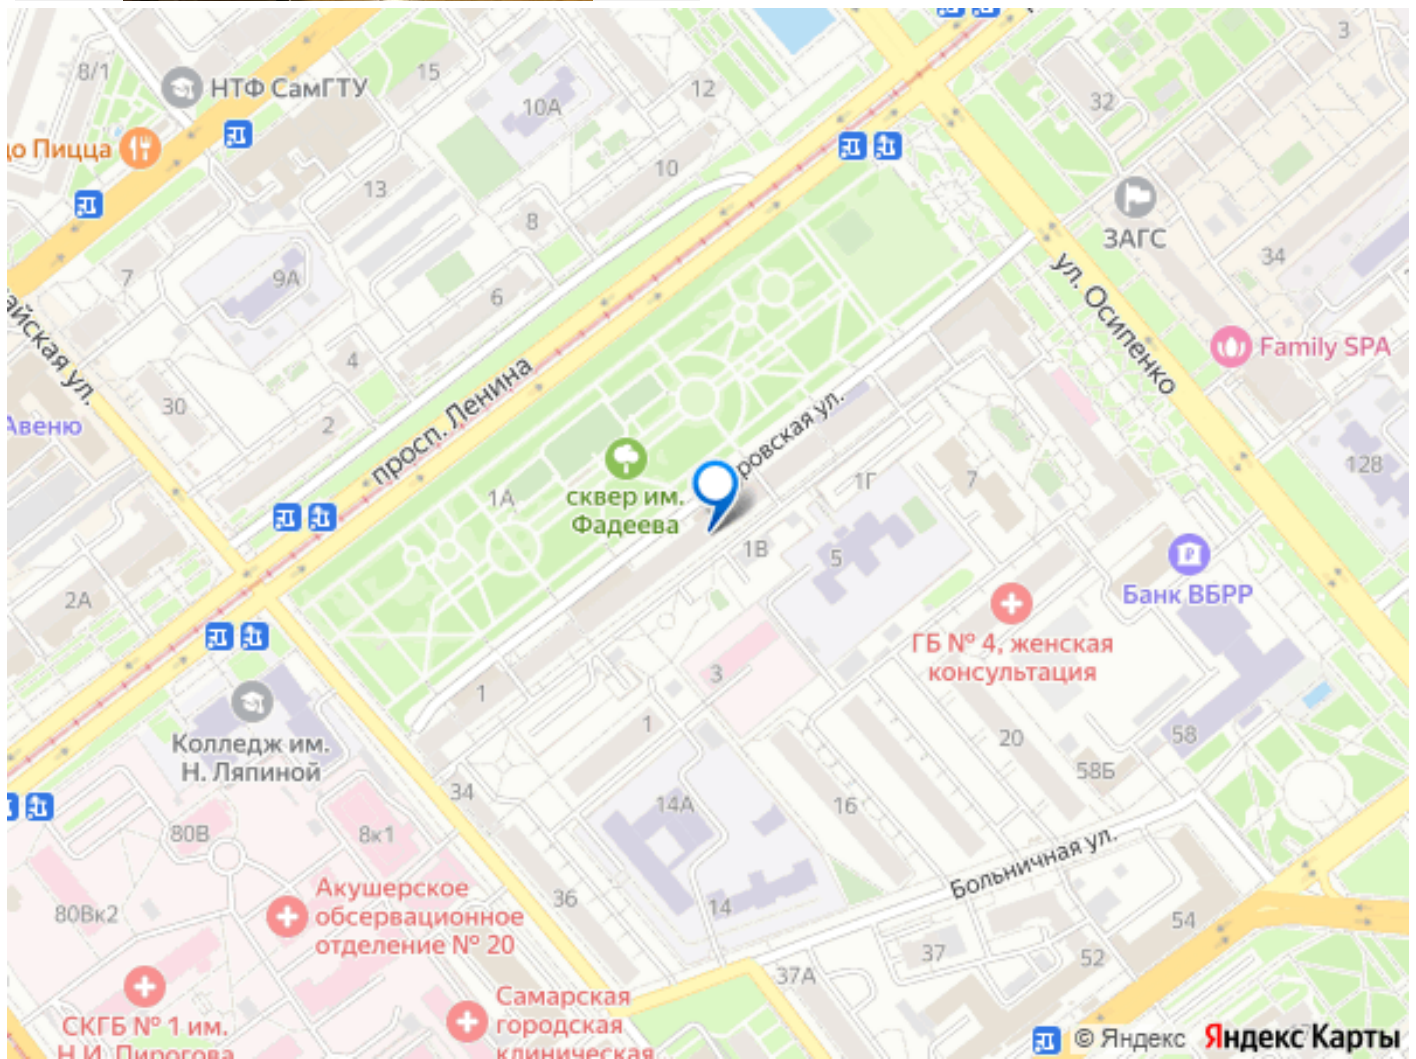 3
8/1
НТФ СамГТУ
15
12
10А
32
до Пицца
13
10
8
ЗАГС
7
9А
34
6
ул. Осипенко
4
Family SPA
30
Авеню
2
просп. Ленина
ровская ул.
128
сквер им.
Фадеева
1А
1Г
7
1В
5
Банк ВБРР
2А
ГБ № 4, женская
консультация
3
1
1
Колледж им.
Н. Ляпиной
20
58
58Б
34
14А
16
80В
8к1
Больничная ул.
Акушерское
обсервационное
отделение № 20
36
80Вк2
14
54
37
52
37А
СКГБ № 1 им.
Н.И. Пирогова
Самарская
городская
клиническая
© Яндекс Яндекс Карты